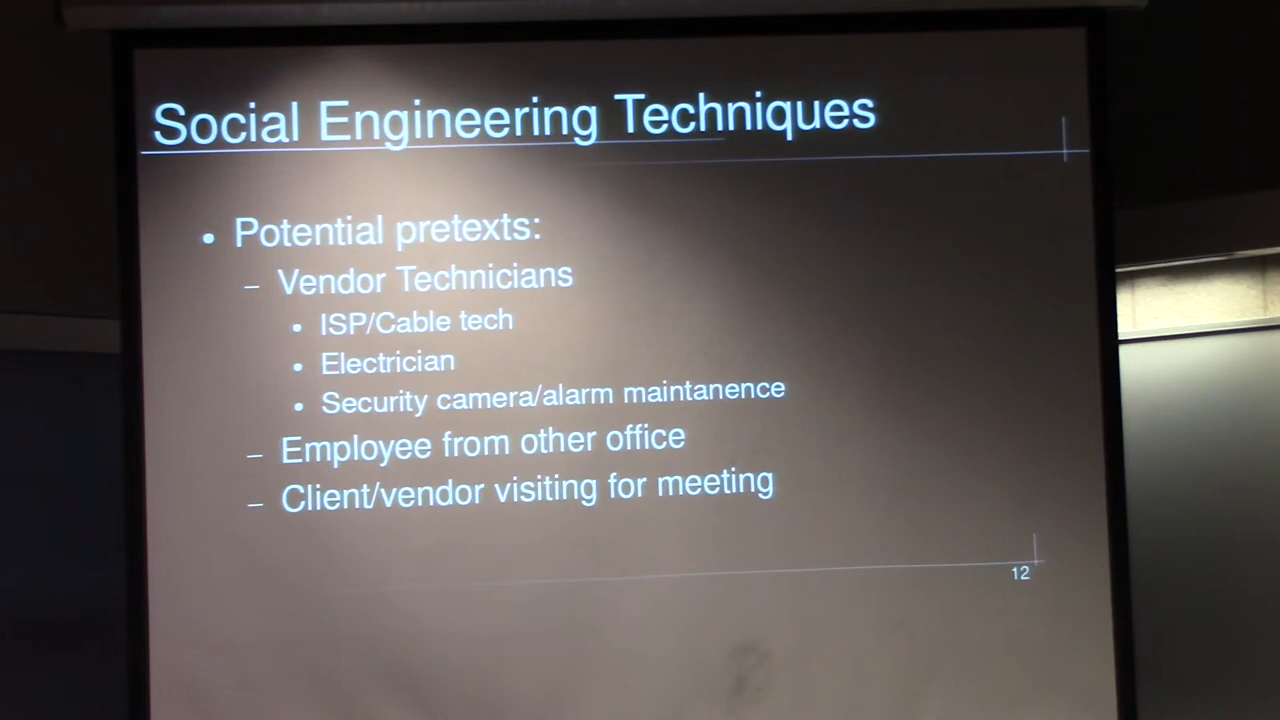 Social Engineering Techniques
• Potential pretexts:
– Vendor Technicians
• ISP/Cable tech
• Electrician
• Security camera/alarm maintanence
– Employee from other office
– Client/vendor visiting for meeting
12